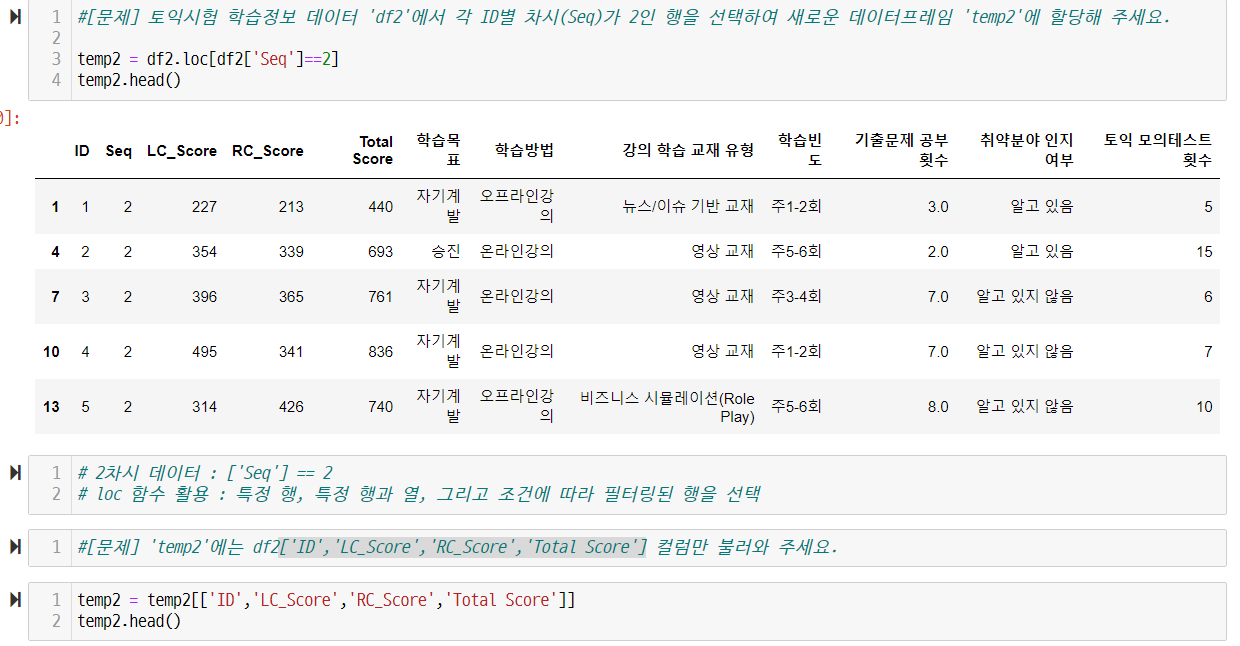 1 #[문제] 토익시험 학습정보 데이터 'df2'에서 각 ID별 차시(Seq)가 2인 행을 선택하여 새로운 데이터프레임 'temp2'에 할당해 주세요.
2
3 temp2 = df2.loc[df2['Seq']==2]
4 temp2.head()
]:
ID Seq LC_Score RC_Score Total Score 학습목표 학습방법 강의 학습 교재 유형 학습빈도 기출문제 공부 횟수 취약분야 인지 여부 토익 모의테스트 횟수
1 1 2 227 213 440 자기계발 오프라인강의 뉴스/이슈 기반 교재 주1-2회 3.0 알고 있음 5
4 2 2 354 339 693 승진 온라인강의 영상 교재 주5-6회 2.0 알고 있음 15
7 3 2 396 365 761 자기계발 온라인강의 영상 교재 주3-4회 7.0 알고 있지 않음 6
10 4 2 495 341 836 자기계발 온라인강의 영상 교재 주1-2회 7.0 알고 있지 않음 7
13 5 2 314 426 740 자기계발 오프라인강의 비즈니스 시뮬레이션(Role Play) 주5-6회 8.0 알고 있지 않음 10
1 # 2차시 데이터 : ['Seq'] == 2
2 # loc 함수 활용 : 특정 행, 특정 행과 열, 그리고 조건에 따라 필터링된 행을 선택
1 #[문제] 'temp2'에는 df2['ID','LC_Score','RC_Score','Total Score'] 컬럼만 불러와 주세요.
1 temp2 = temp2[['ID','LC_Score','RC_Score','Total Score']]
2 temp2.head()